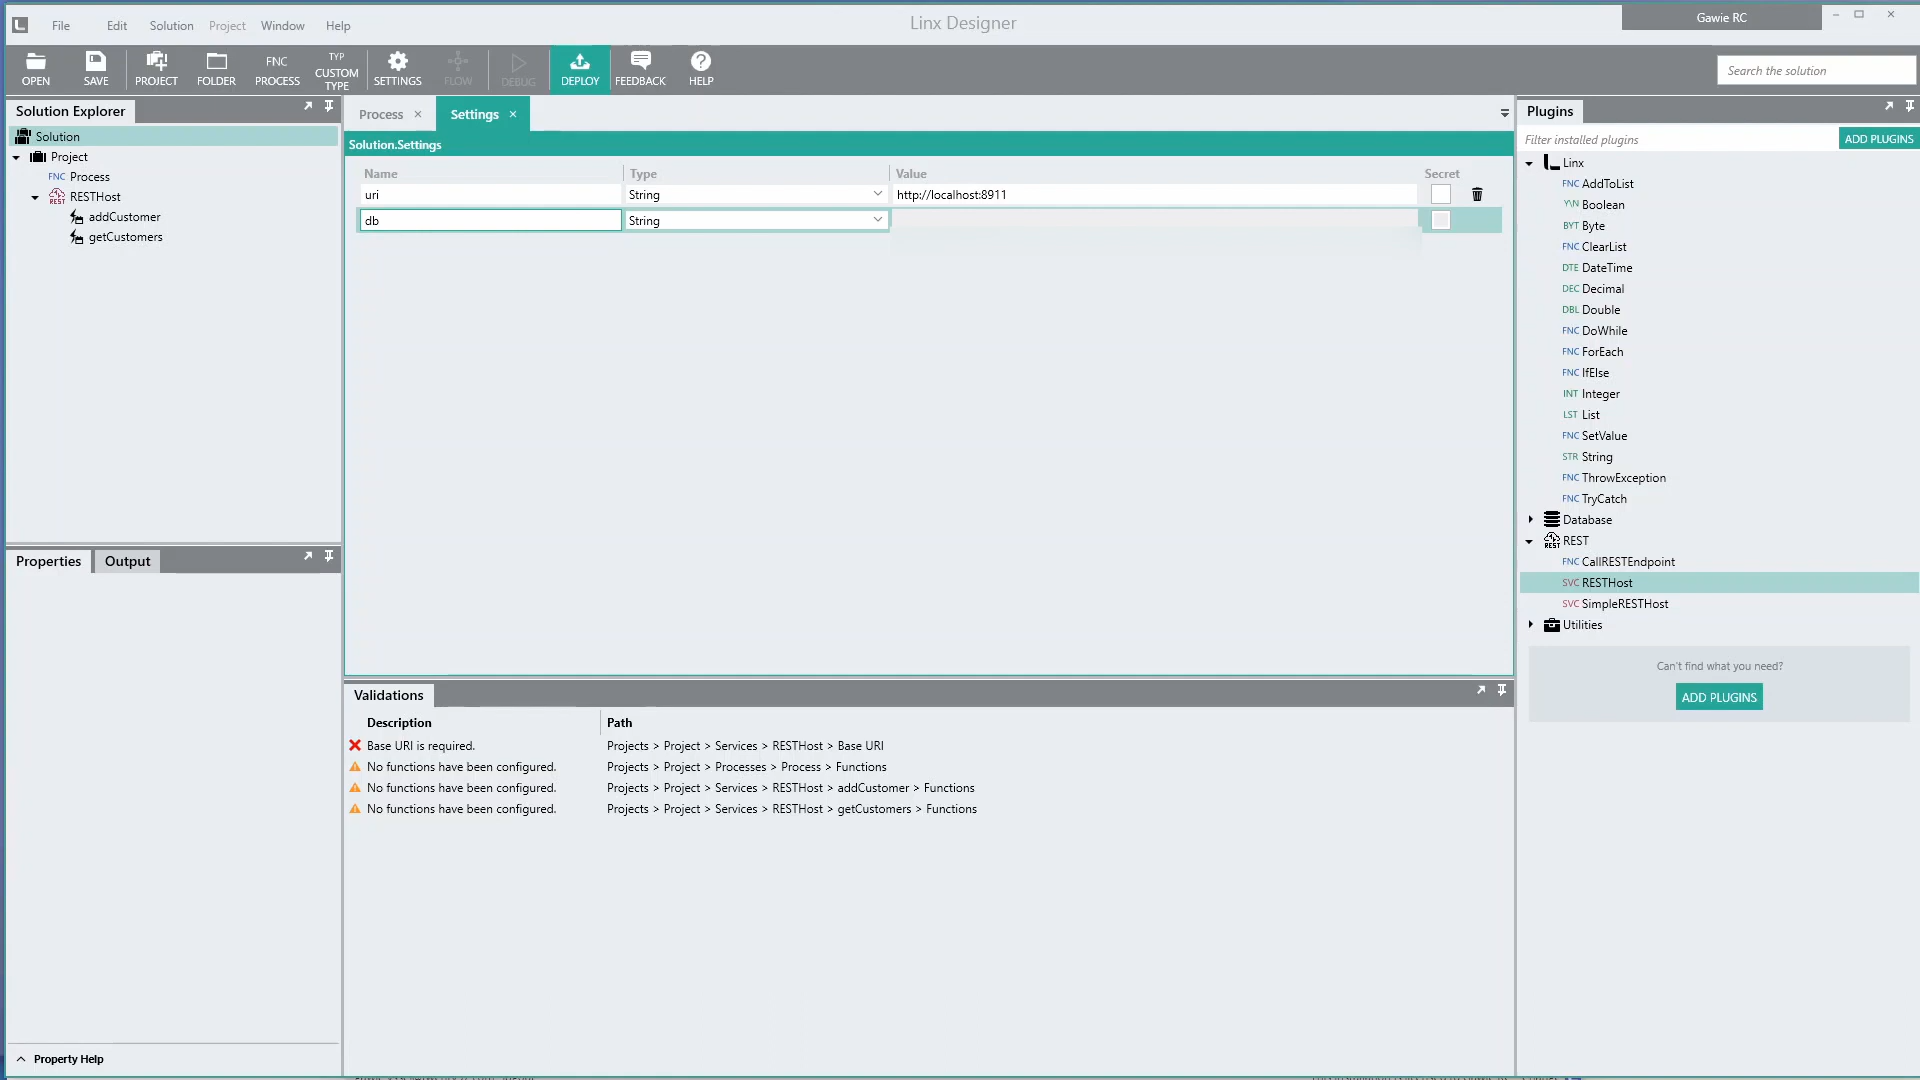 File Edit Solution Project Window Help
Linx Designer
Gawie RC
OPEN SAVE PROJECT FOLDER FNC PROCESS TYP CUSTOM TYPE SETTINGS FLOW DEBUG DEPLOY FEEDBACK HELP
Search the solution
Solution Explorer
Solution
Project
FNC Process
REST RESTHost
addCustomer
getCustomers
Properties Output
Property Help
Process Settings
Solution.Settings
Name Type Value Secret
uri String http://localhost:8911
db String
Validations
Description Path
Base URI is required. Projects > Project > Services > RESTHost > Base URI
No functions have been configured. Projects > Project > Processes > Process > Functions
No functions have been configured. Projects > Project > Services > RESTHost > addCustomer > Functions
No functions have been configured. Projects > Project > Services > RESTHost > getCustomers > Functions
Plugins
Filter installed plugins ADD PLUGINS
Linx
FNC AddToList
Y\N Boolean
BYT Byte
FNC ClearList
DTE DateTime
DEC Decimal
DBL Double
FNC DoWhile
FNC ForEach
FNC IfElse
INT Integer
LST List
FNC SetValue
STR String
FNC ThrowException
FNC TryCatch
Database
REST REST
FNC CallRESTEndpoint
SVC RESTHost
SVC SimpleRESTHost
Utilities
Can't find what you need?
ADD PLUGINS